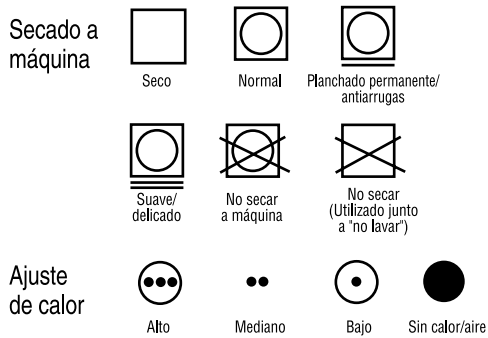 Secado a
máquina
Seco
Normal
Planchado permanente/
antiarrugas
Suave/
delicado
No secar
a máquina
No secar
(Utilizado junto
a "no lavar")
Ajuste
de calor
Alto
Mediano
Bajo
Sin calor/aire